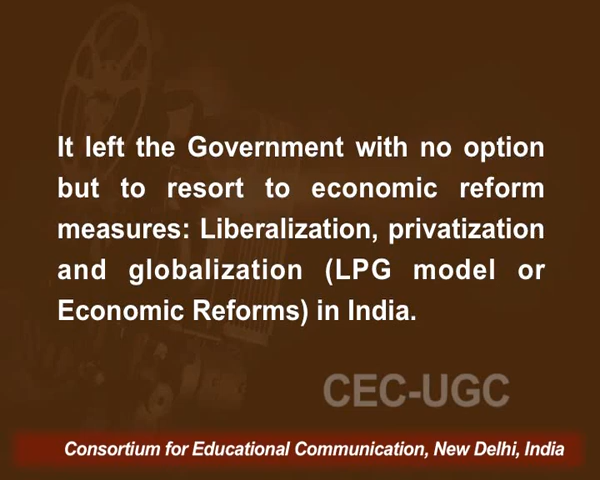 It left the Government with no option
but to resort to economic reform
measures: Liberalization, privatization
and globalization (LPG model or
Economic Reforms) in India.
CEC-UGC
Consortium for Educational Communication, New Delhi, India